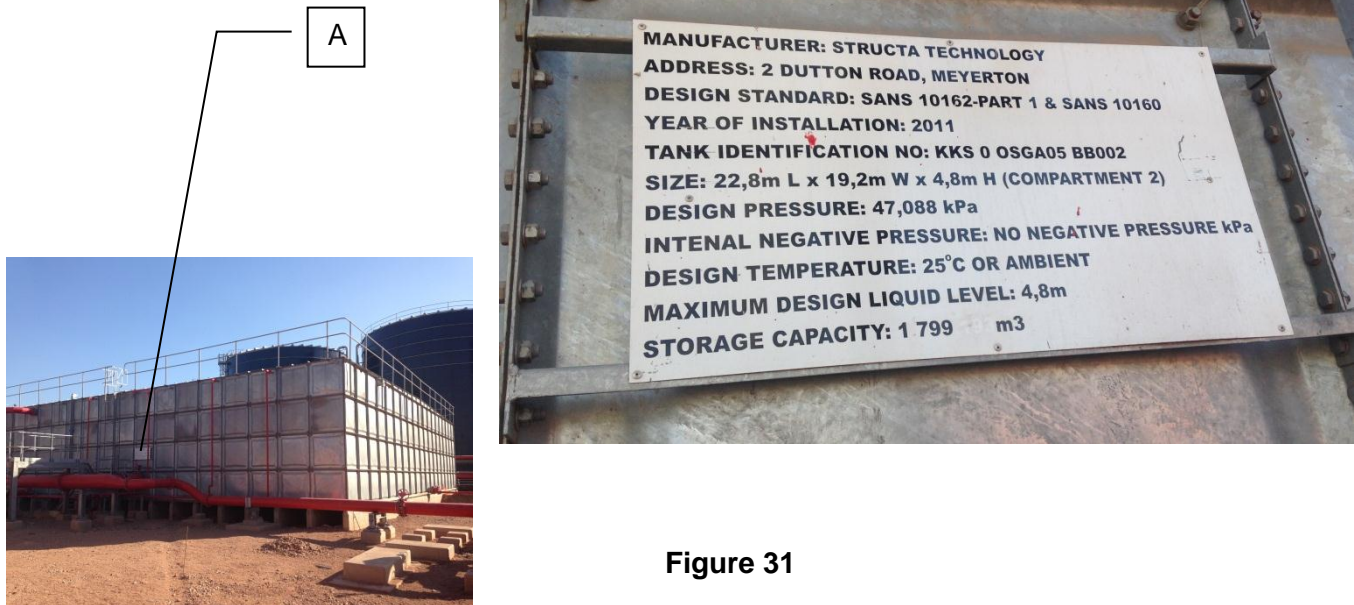 A
MANUFACTURER: STRUCTA TECHNOLOGY
ADDRESS: 2 DUTTON ROAD, MEYERTON
DESIGN STANDARD: SANS 10162-PART 1 & SANS 10160
YEAR OF INSTALLATION: 2011
TANK IDENTIFICATION NO: KKS 0 OSGA05 BB002
SIZE: 22,8m L x 19,2m W x 4,8m H (COMPARTMENT 2)
DESIGN PRESSURE: 47,088 kPa
INTENAL NEGATIVE PRESSURE: NO NEGATIVE PRESSURE kPa
DESIGN TEMPERATURE: 25°C OR AMBIENT
MAXIMUM DESIGN LIQUID LEVEL: 4,8m
STORAGE CAPACITY: 1 799 m3
Figure 31